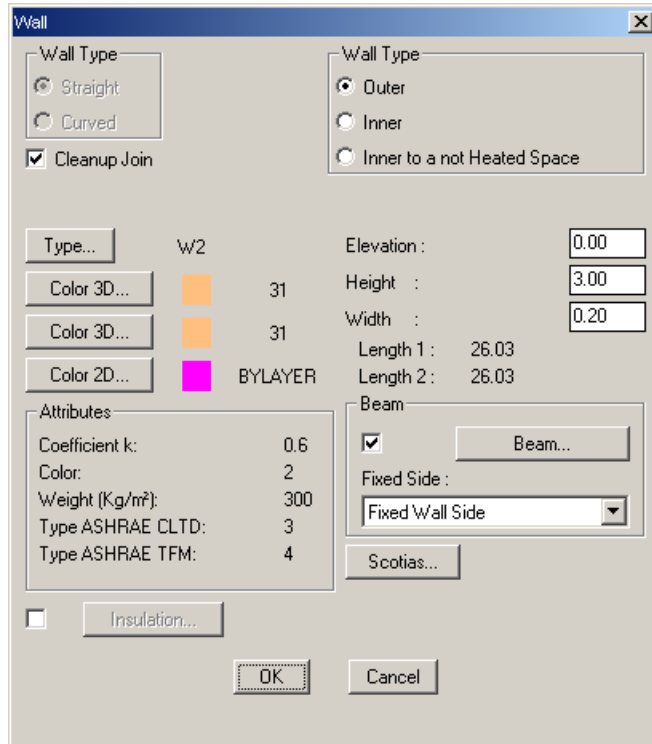 Wall
Wall Type
Straight
Curved
Cleanup Join
Wall Type
Outer
Inner
Inner to a not Heated Space
Type... W2
Color 3D... 31
Color 3D... 31
Color 2D... BYLAYER
Elevation : 0.00
Height : 3.00
Width : 0.20
Length 1 : 26.03
Length 2 : 26.03
Attributes
Coefficient k: 0.6
Color: 2
Weight (Kg/m²): 300
Type ASHRAE CLTD: 3
Type ASHRAE TFM: 4
Beam
Beam...
Fixed Side :
Fixed Wall Side
Scotias...
Insulation...
OK Cancel